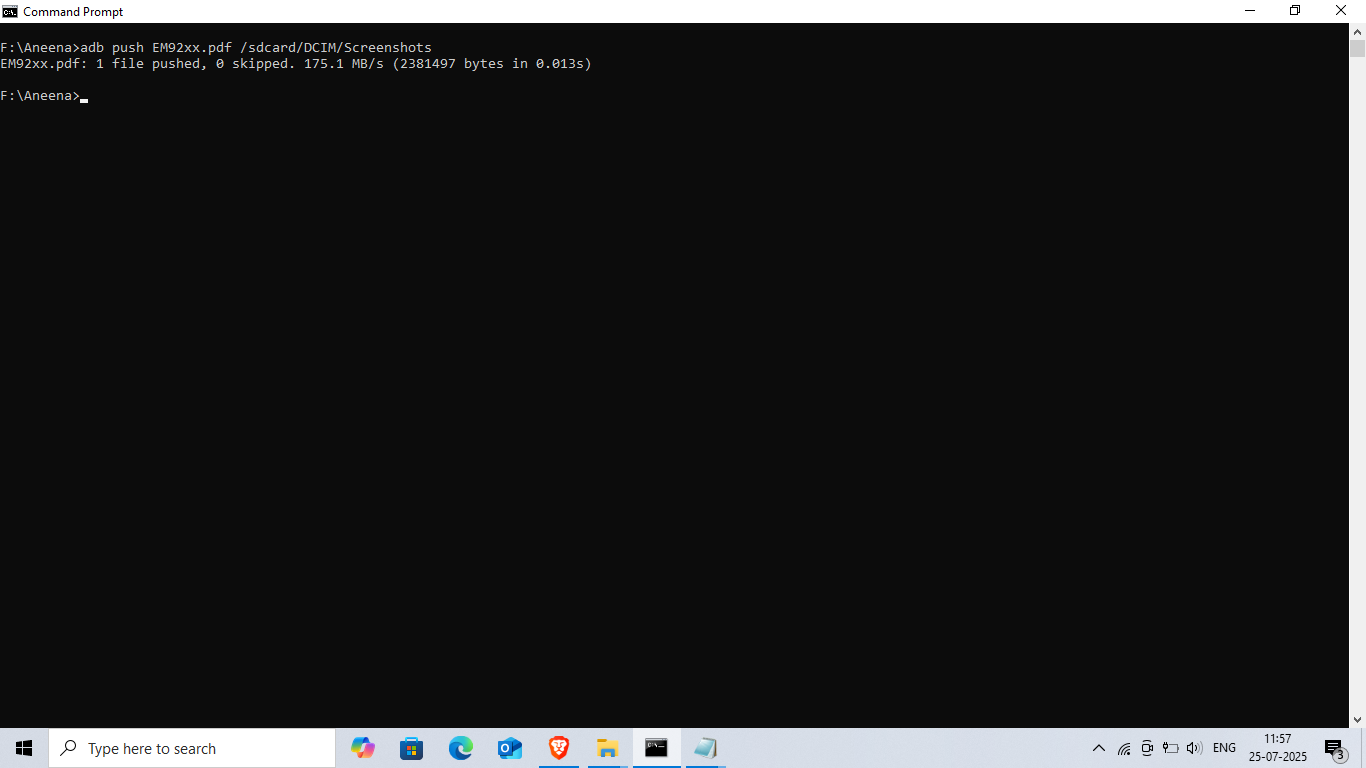 Command Prompt
F:\Aneena>adb push EM92xx.pdf /sdcard/DCIM/Screenshots
EM92xx.pdf: 1 file pushed, 0 skipped. 175.1 MB/s (2381497 bytes in 0.013s)
F:\Aneena>
Type here to search
ENG
11:57
25-07-2025
3